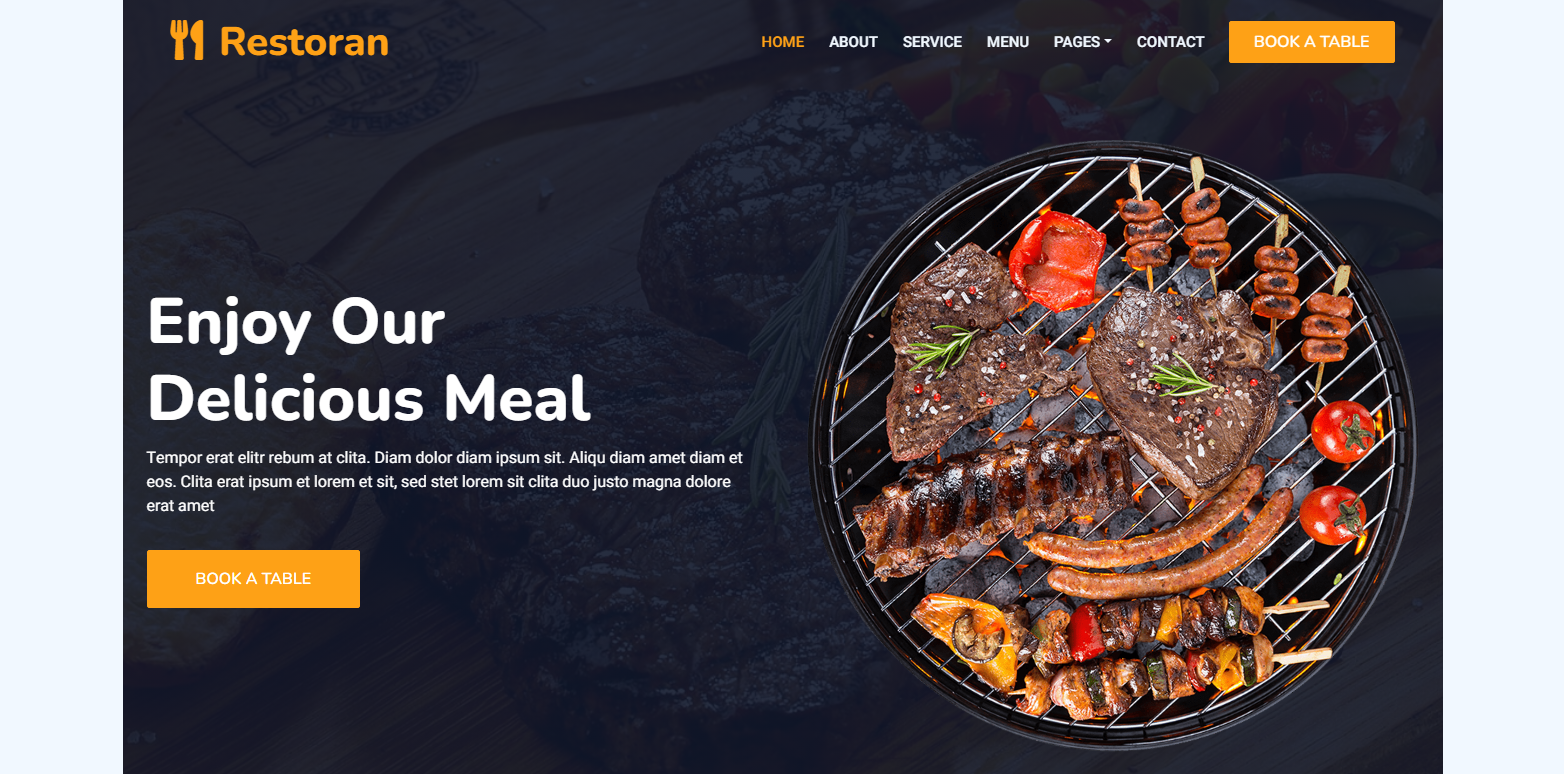 Restoran
HOME ABOUT SERVICE MENU PAGES CONTACT BOOK A TABLE
Enjoy Our
Delicious Meal
Tempor erat elitr rebum at clita. Diam dolor diam ipsum sit. Aliqu diam amet diam et
eos. Clita erat ipsum et lorem et sit, sed stet lorem sit clita duo justo magna dolore
erat amet
BOOK A TABLE